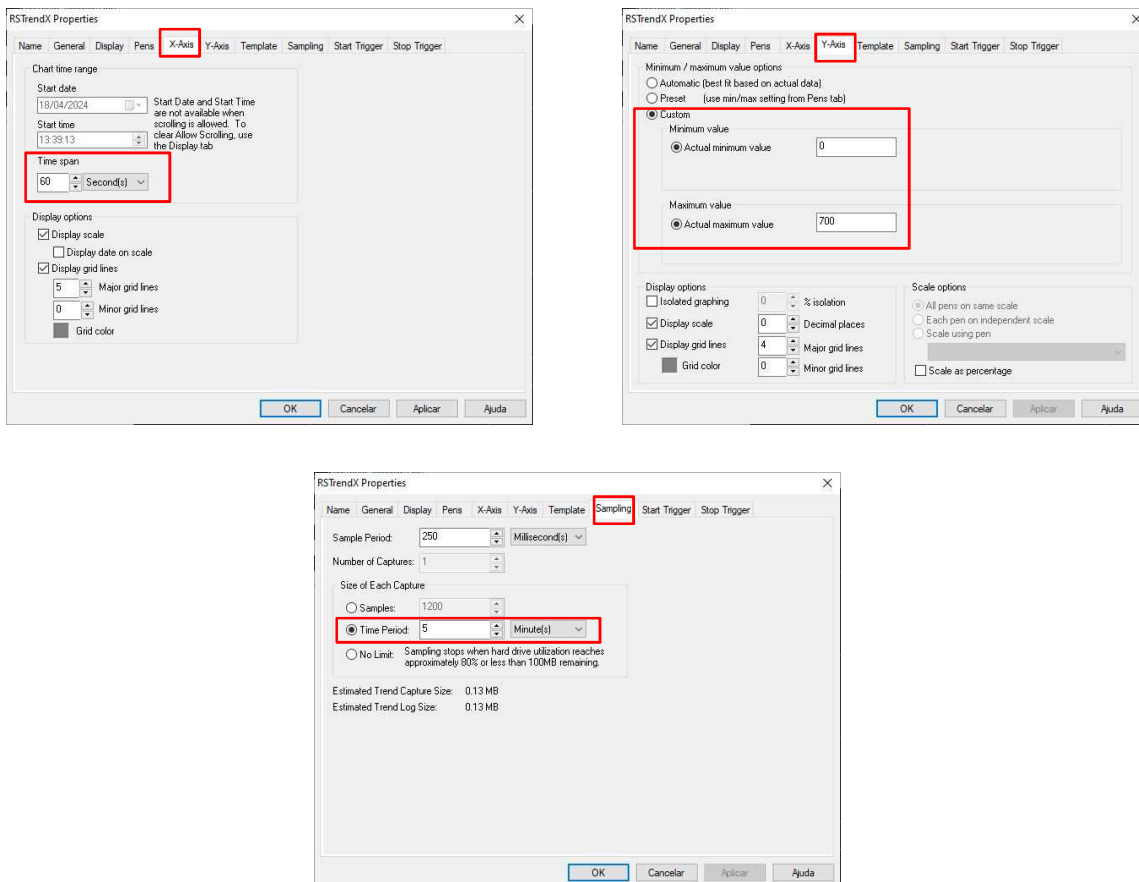 RSTrendX Properties
Name General Display Pens X-Axis Y-Axis Template Sampling Start Trigger Stop Trigger
Chart time range
Start date
18/04/2024
Start time
13:39:13
Start Date and Start Time
are not available when
scrolling is allowed. To
clear Allow Scrolling, use
the Display tab
Time span
60 Second(s)
Display options
Display scale
Display date on scale
Display grid lines
5 Major grid lines
0 Minor grid lines
Grid color
OK Cancelar Aplicar Ajuda
RSTrendX Properties
Name General Display Pens X-Axis Y-Axis Template Sampling Start Trigger Stop Trigger
Minimum / maximum value options
Automatic (best fit based on actual data)
Preset (use min/max setting from Pens tab)
Custom
Minimum value
Actual minimum value 0
Maximum value
Actual maximum value 700
Display options
Isolated graphing 0 % isolation
Display scale 0 Decimal places
Display grid lines 4 Major grid lines
Grid color 0 Minor grid lines
Scale options
All pens on same scale
Each pen on independent scale
Scale using pen
Scale as percentage
OK Cancelar Aplicar Ajuda
RSTrendX Properties
Name General Display Pens X-Axis Y-Axis Template Sampling Start Trigger Stop Trigger
Sample Period: 250 Millisecond(s)
Number of Captures: 1
Size of Each Capture
Samples: 1200
Time Period: 5 Minute(s)
No Limit: Sampling stops when hard drive utilization reaches
approximately 80% or less than 100MB remaining.
Estimated Trend Capture Size: 0.13 MB
Estimated Trend Log Size: 0.13 MB
OK Cancelar Aplicar Ajuda